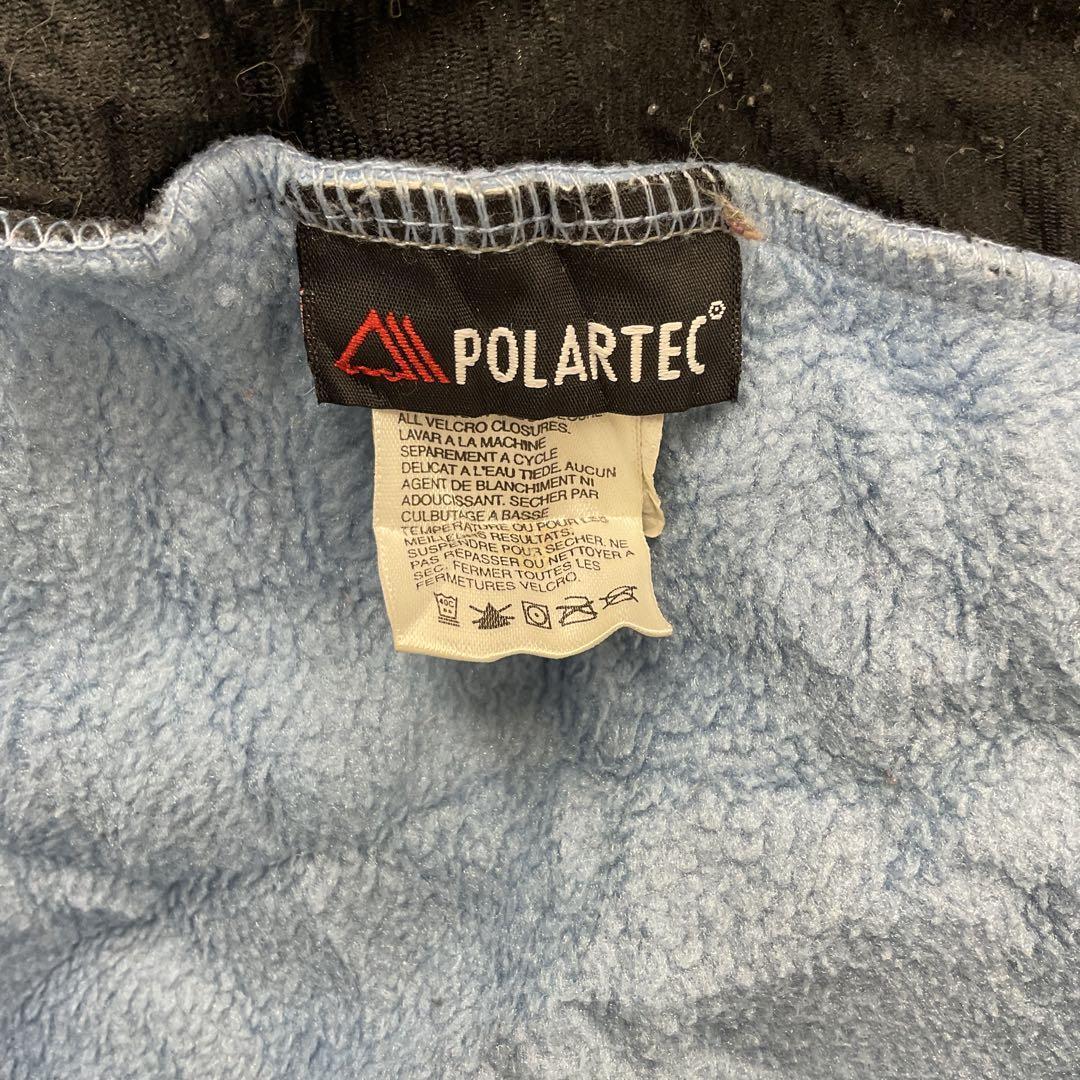 POLARTEC®
ALL VELCRO CLOSURES.
LAVAR A LA MACHINE
SEPAREMENT A CYCLE
DELICAT A L'EAU TIEDE. AUCUN
AGENT DE BLANCHIMENT NI
ADOUCISSANT. SECHER PAR
CULBUTAGE A BASSE
TEMPERATURE OU POUR LES
MEILLEURS RESULTATS,
SUSPENDRE POUR SECHER. NE
PAS REPASSER OU NETTOYER A
SEC. FERMER TOUTES LES
FERMETURES VELCRO.
40C